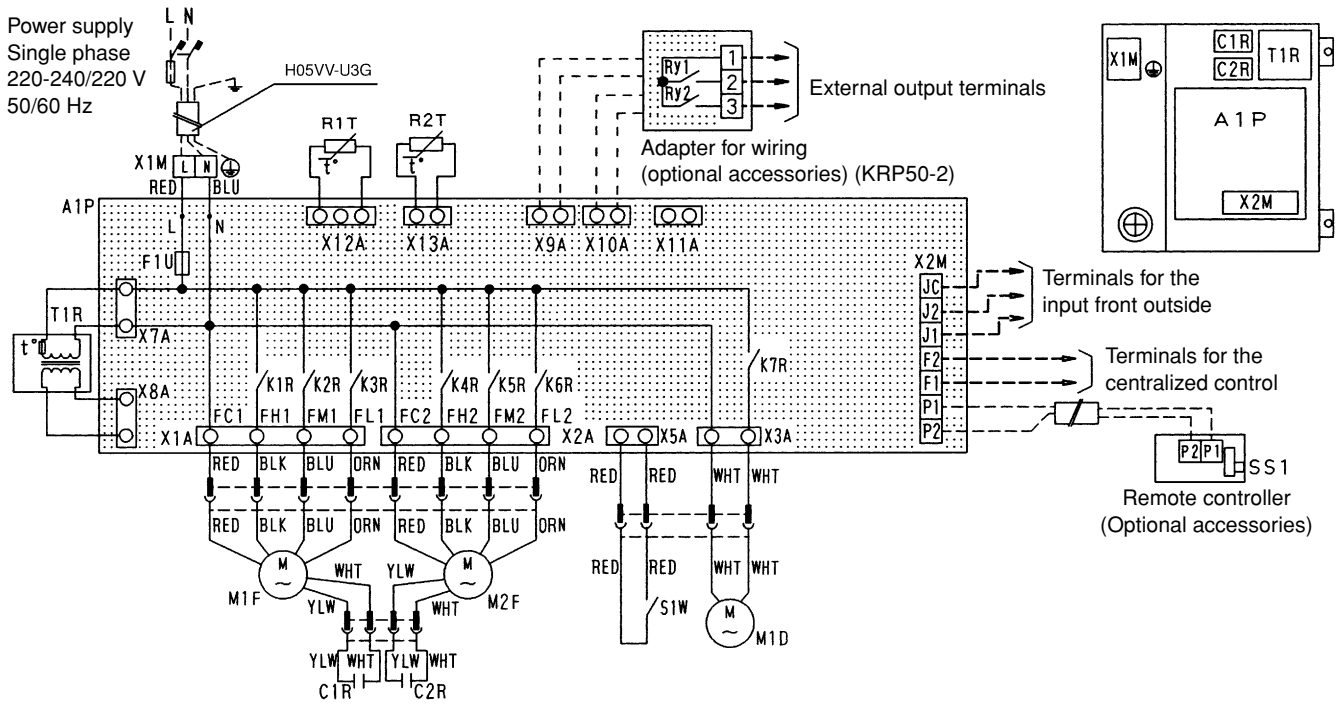 Power supply
Single phase
220-240/220 V
50/60 Hz
L N
H05VV-U3G
X1M L N
RED BLU
R1T
t°
R2T
t°
Ry1
Ry2
1
2
3
External output terminals
Adapter for wiring
(optional accessories) (KRP50-2)
X1M
C1R
C2R
T1R
A1P
X2M
A1P
L N
F1U
X12A X13A X9A X10A X11A
T1R
t°
X7A
X8A
X2M
JC
J2
J1
F2
F1
P1
P2
Terminals for the
input front outside
Terminals for the
centralized control
P2 P1
SS1
Remote controller
(Optional accessories)
K1R K2R K3R K4R K5R K6R K7R
FC1 FH1 FM1 FL1 FC2 FH2 FM2 FL2
X1A X2A X5A X3A
RED BLK BLU ORN RED BLK BLU ORN
RED RED WHT WHT
RED BLK BLU ORN RED BLK BLU ORN
RED RED WHT WHT
M
~
M1F
M
~
M2F
WHT YLW
YLW WHT
S1W
M
~
M1D
YLW WHT YLW WHT
C1R C2R